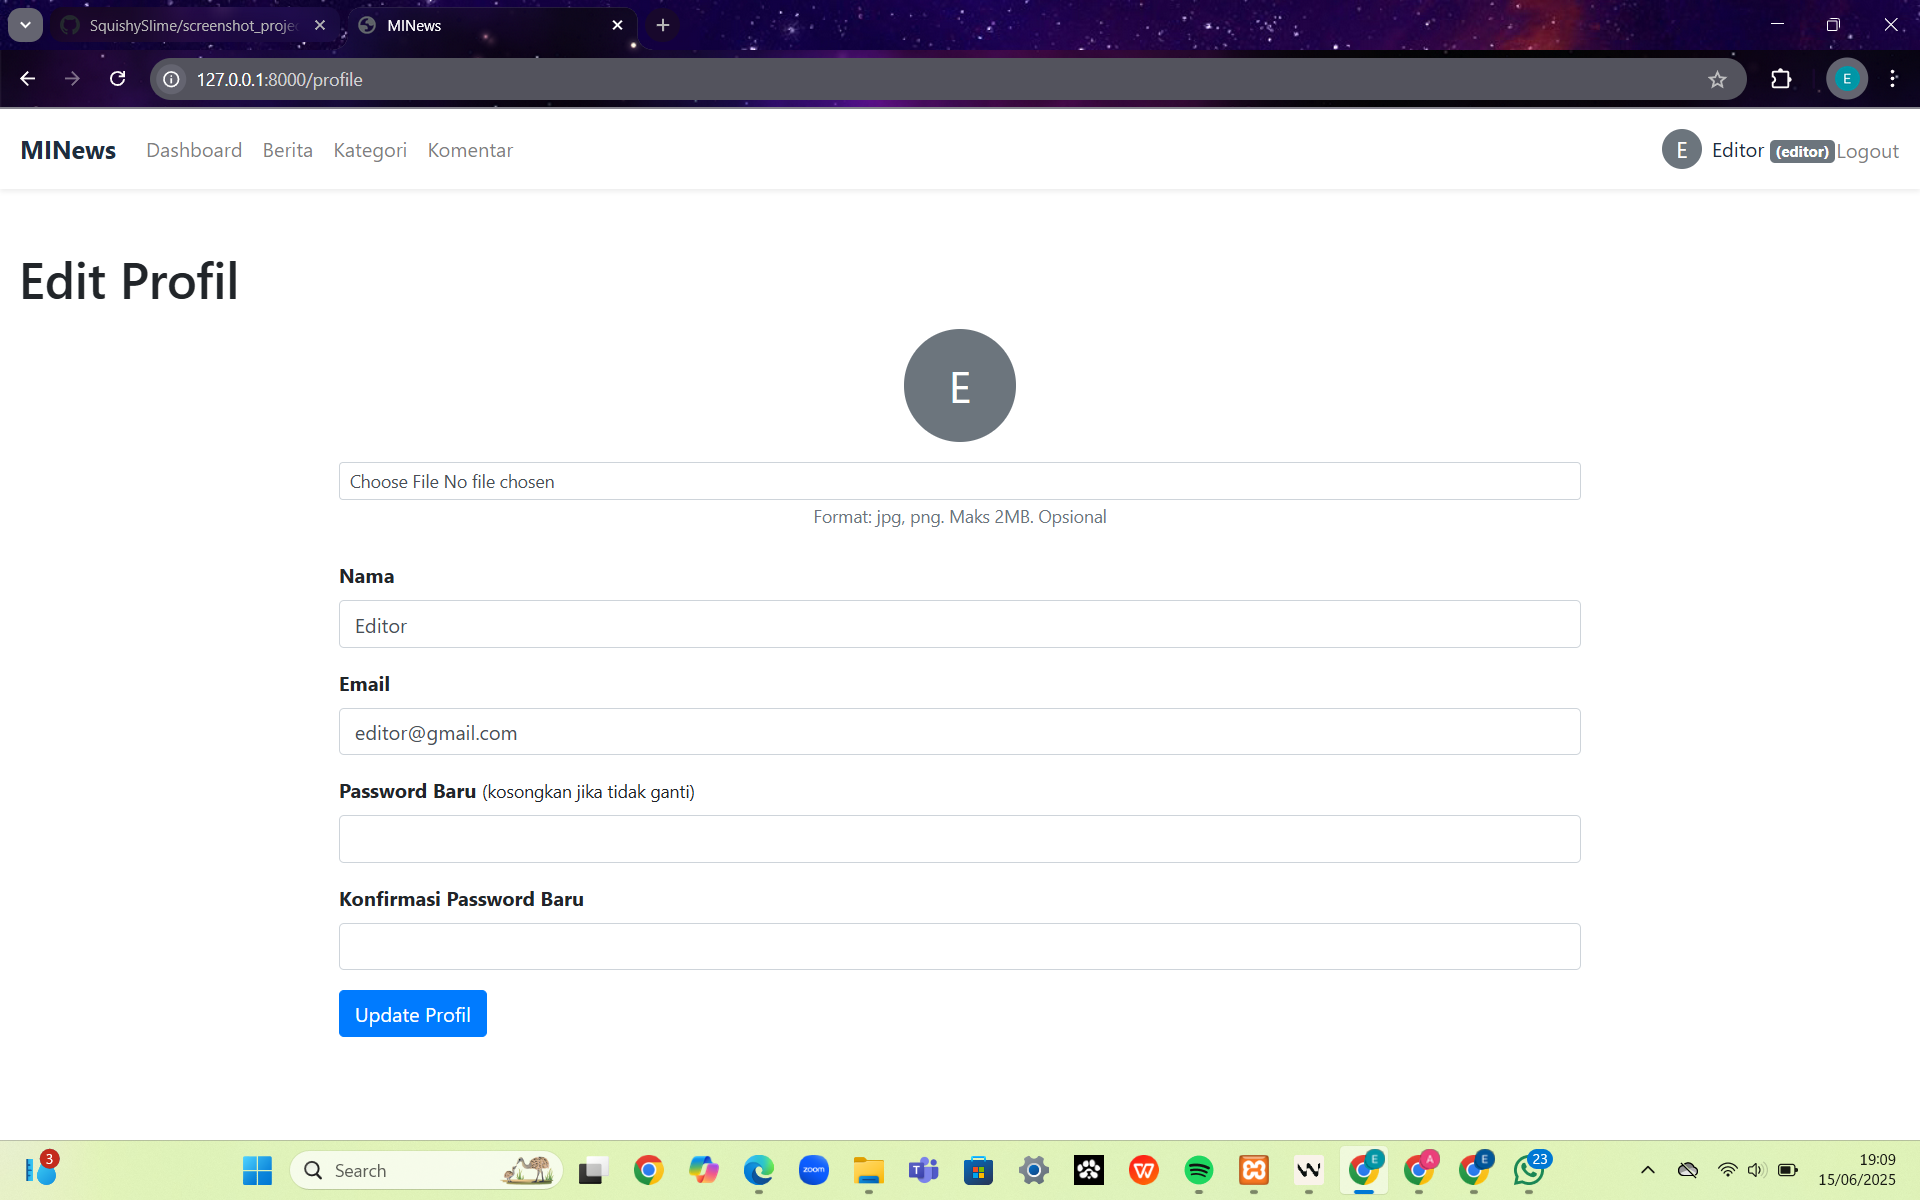 SquishySlime/screenshot_proje
MINews
127.0.0.1:8000/profile
E
MINews Dashboard Berita Kategori Komentar
E Editor (editor) Logout
Edit Profil
E
Choose File No file chosen
Format: jpg, png. Maks 2MB. Opsional
Nama
Editor
Email
editor@gmail.com
Password Baru (kosongkan jika tidak ganti)
Konfirmasi Password Baru
Update Profil
3
Search
zoom
T
W
E
A
E
23
19:09
15/06/2025